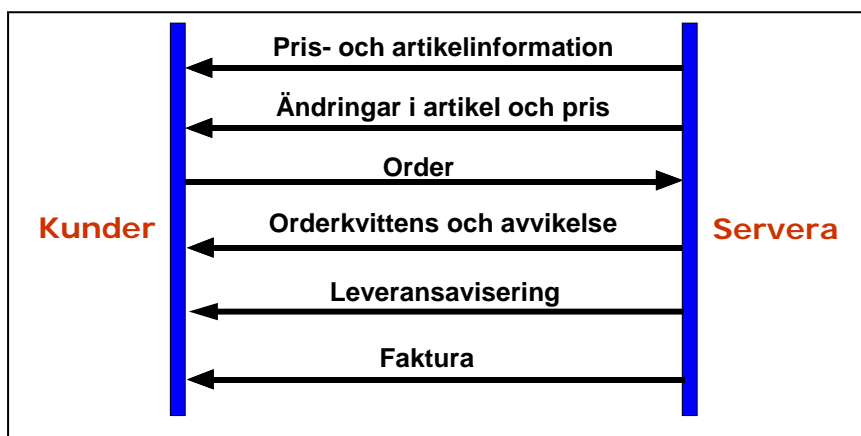 Pris- och artikelinformation
Ändringar i artikel och pris
Order
Kunder
Orderkvittens och avvikelse
Servera
Leveransavisering
Faktura